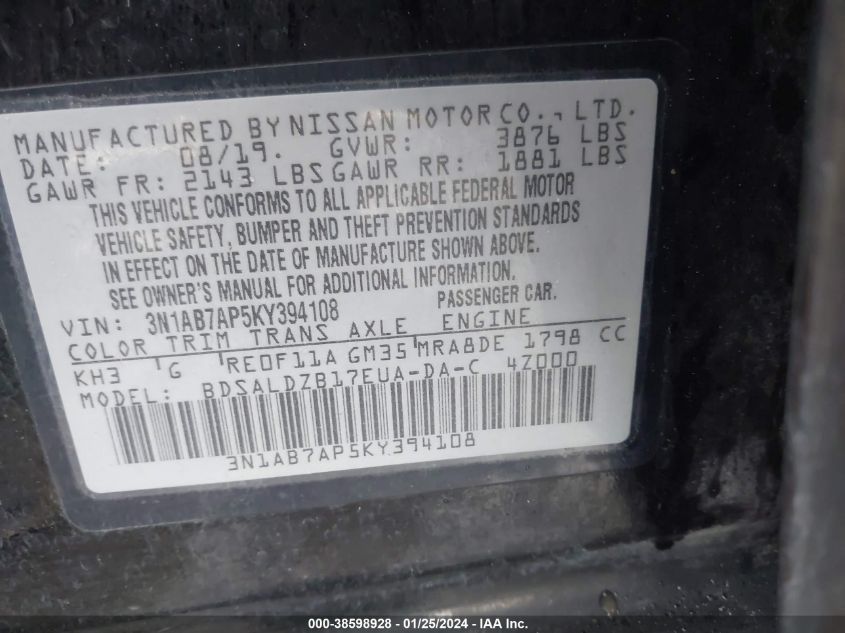 MANUFACTURED BY NISSAN MOTOR CO., LTD.
DATE: 08/19. GVWR: 3876 LBS
GAWR FR: 2143 LBS GAWR RR: 1881 LBS
THIS VEHICLE CONFORMS TO ALL APPLICABLE FEDERAL MOTOR
VEHICLE SAFETY, BUMPER AND THEFT PREVENTION STANDARDS
IN EFFECT ON THE DATE OF MANUFACTURE SHOWN ABOVE.
SEE OWNER'S MANUAL FOR ADDITIONAL INFORMATION.
VIN: 3N1AB7AP5KY394108 PASSENGER CAR.
COLOR TRIM TRANS AXLE ENGINE
KH3 G RE0F11A GM35 MRA8DE 1798 CC
MODEL: BDSALDZB17EUA-DA-C 4Z000
3N1AB7AP5KY394108
000-38598928 - 01/25/2024 - IAA Inc.